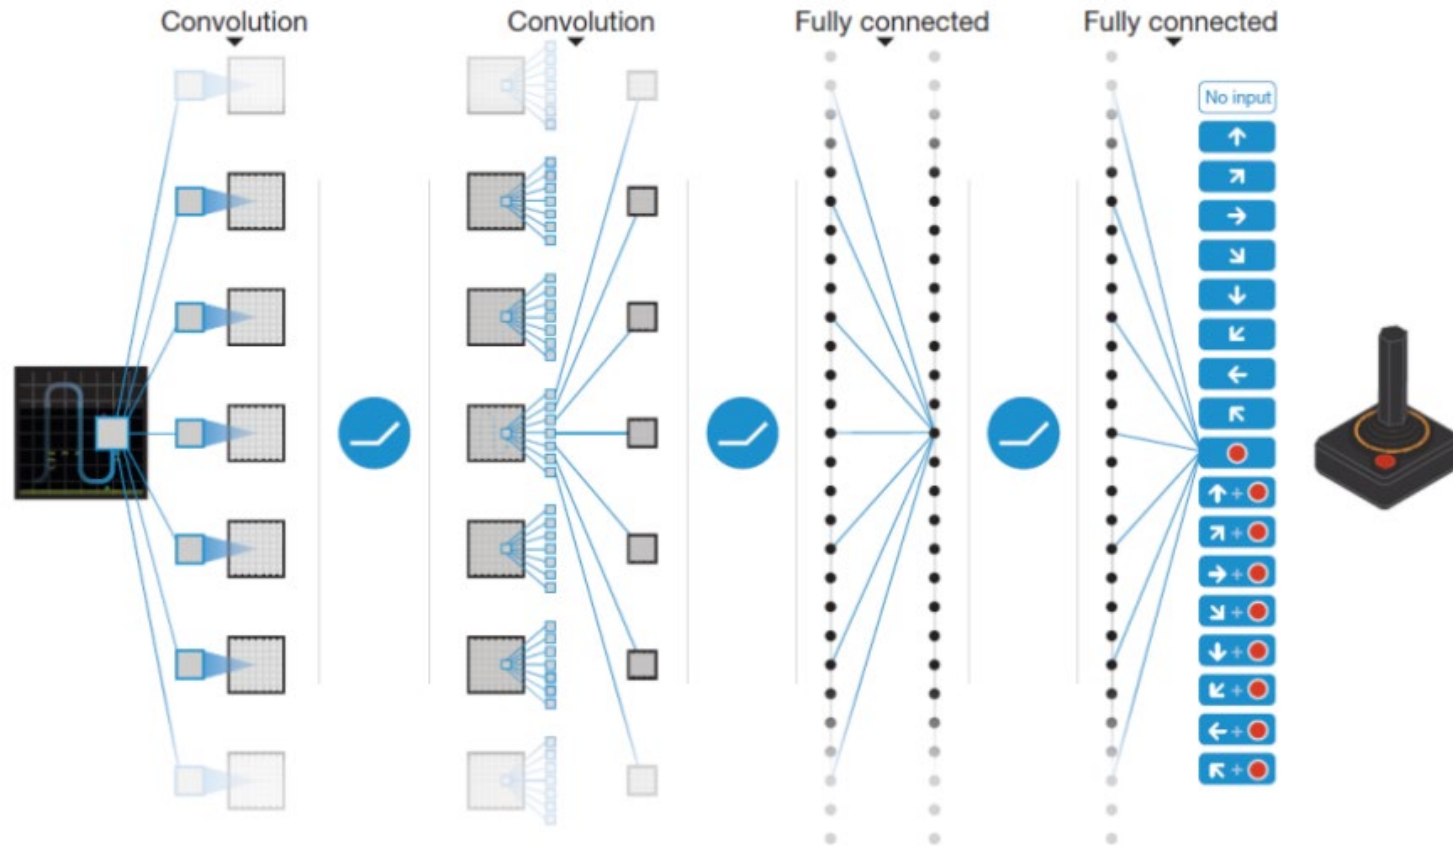 Convolution
Convolution
Fully connected
Fully connected
No input
+
+
+
+
+
+
+
+